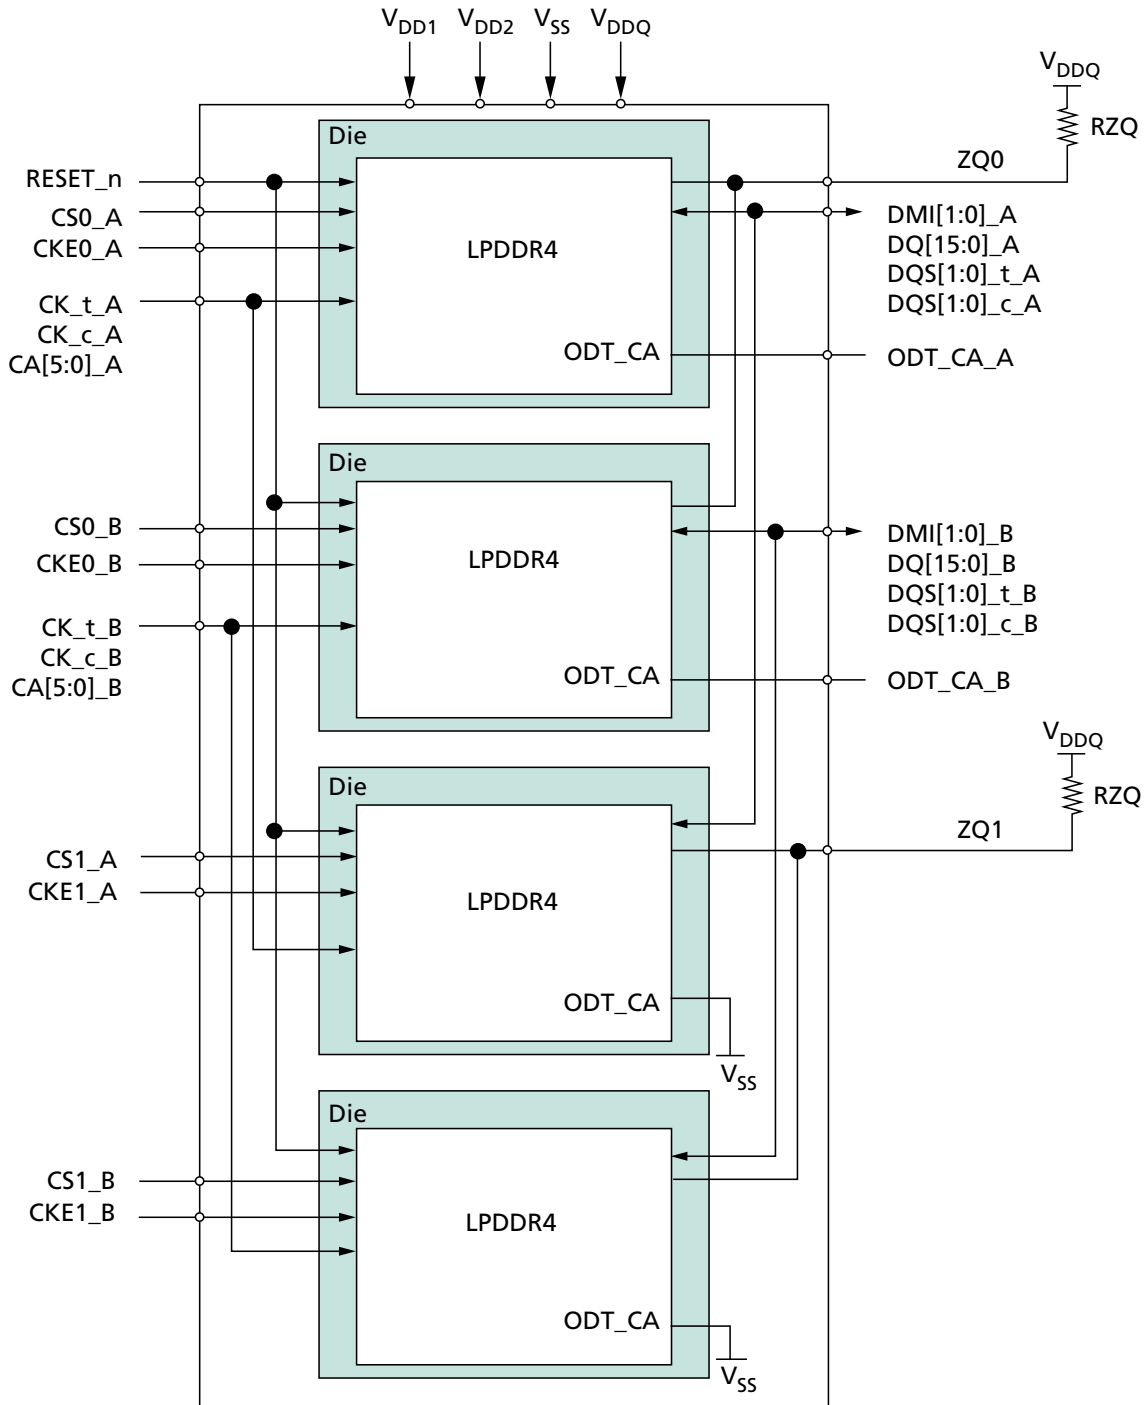 VDD1 VDD2 VSS VDDQ
VDDQ
RZQ
Die
RESET_n
ZQ0
CS0_A
DMI[1:0]_A
CKE0_A
LPDDR4
DQ[15:0]_A
DQS[1:0]_t_A
CK_t_A
DQS[1:0]_c_A
CK_c_A
CA[5:0]_A
ODT_CA
ODT_CA_A
Die
CS0_B
DMI[1:0]_B
CKE0_B
LPDDR4
DQ[15:0]_B
DQS[1:0]_t_B
CK_t_B
DQS[1:0]_c_B
CK_c_B
CA[5:0]_B
ODT_CA
ODT_CA_B
VDDQ
Die
RZQ
ZQ1
CS1_A
CKE1_A
LPDDR4
ODT_CA
VSS
Die
CS1_B
CKE1_B
LPDDR4
ODT_CA
VSS